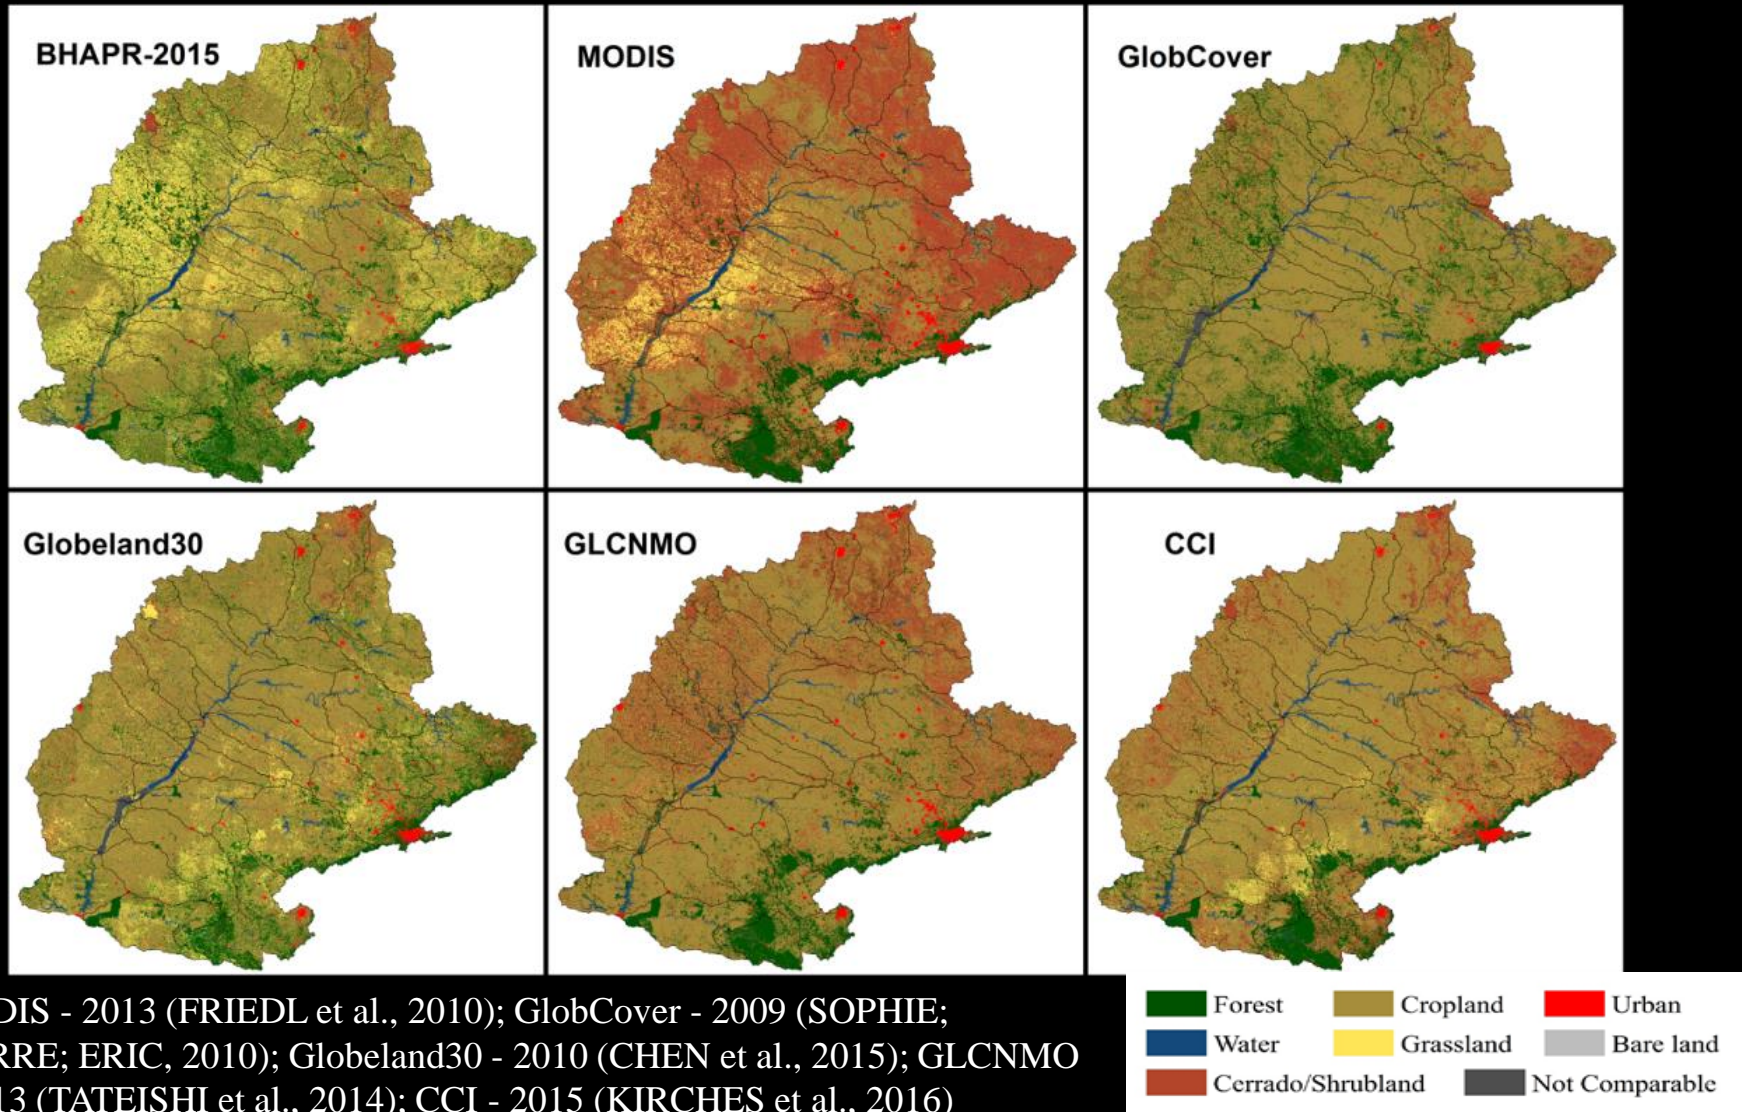 BHAPR-2015
MODIS
GlobCover
Globeland30
GLCNMO
CCI
DIS - 2013 (FRIEDL et al., 2010); GlobCover - 2009 (SOPHIE;
RRE; ERIC, 2010); Globeland30 - 2010 (CHEN et al., 2015); GLCNMO
13 (TATEISHI et al., 2014); CCI - 2015 (KIRCHES et al., 2016)
Forest Cropland Urban
Water Grassland Bare land
Cerrado/Shrubland Not Comparable